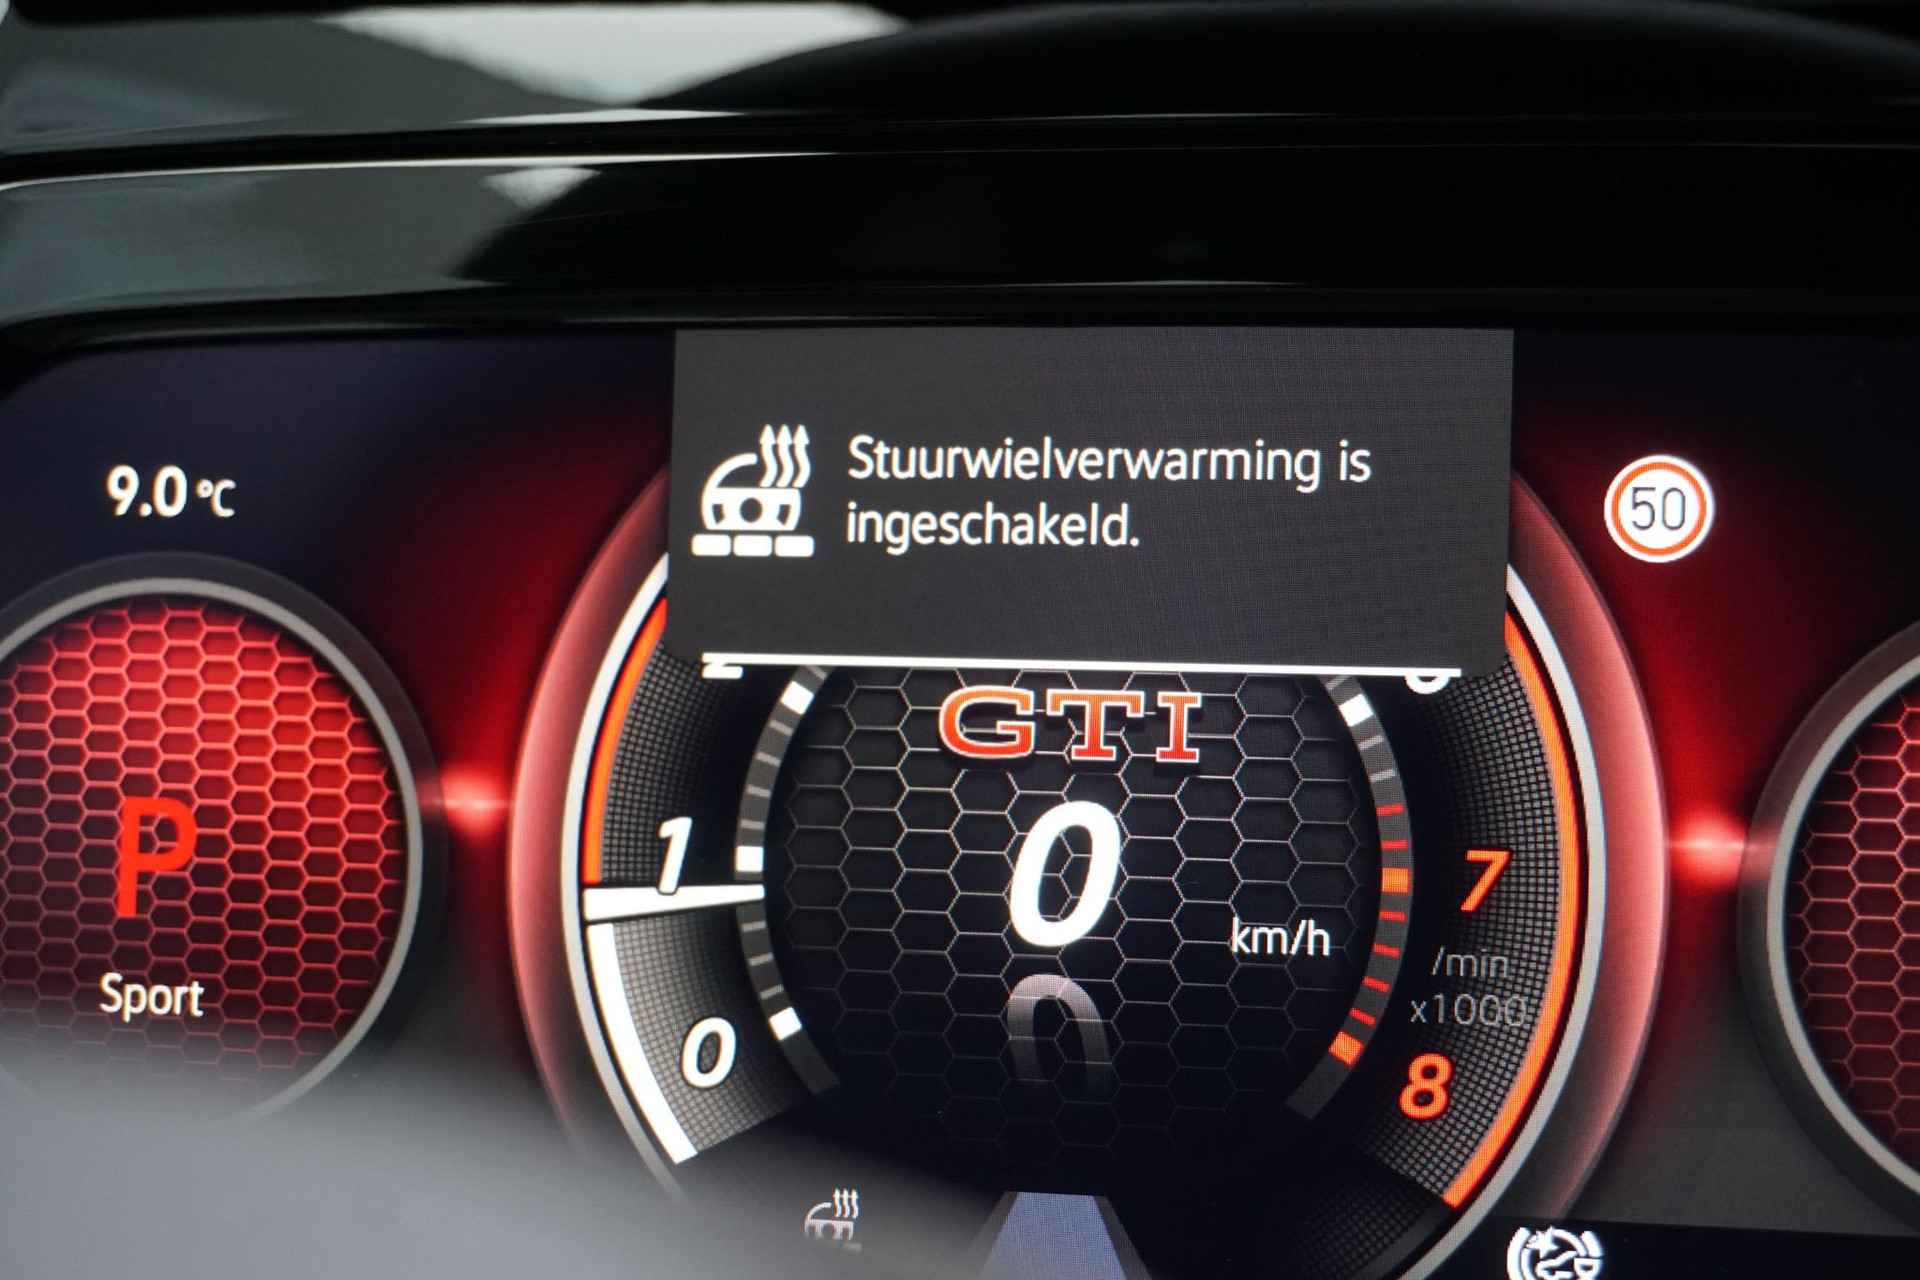 Stuurwielverwarming is
ingeschakeld.
9.0 °C
50
GTI
P
Sport
0
km/h
1
0
7
/min
x1000
8